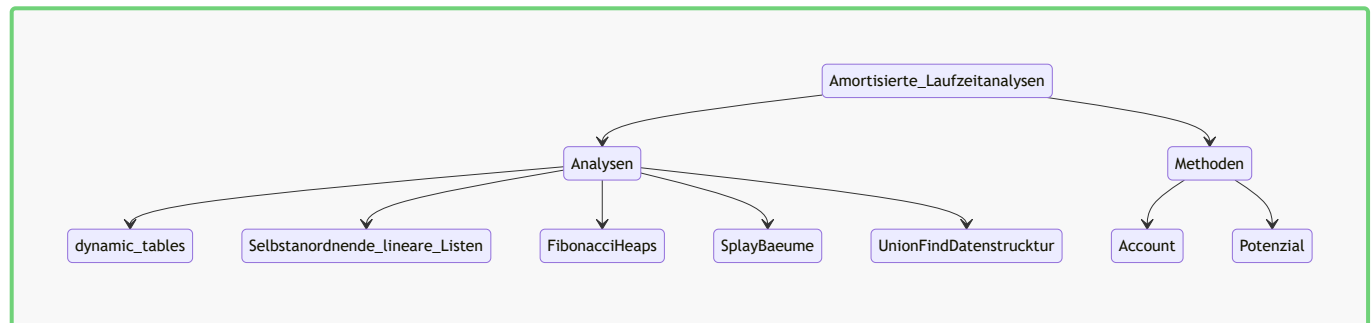 Amortisierte_Laufzeitanalysen
Analysen
Methoden
dynamic_tables
Selbstanordnende_lineare_Listen
FibonacciHeaps
SplayBaeume
UnionFindDatenstrucktur
Account
Potenzial